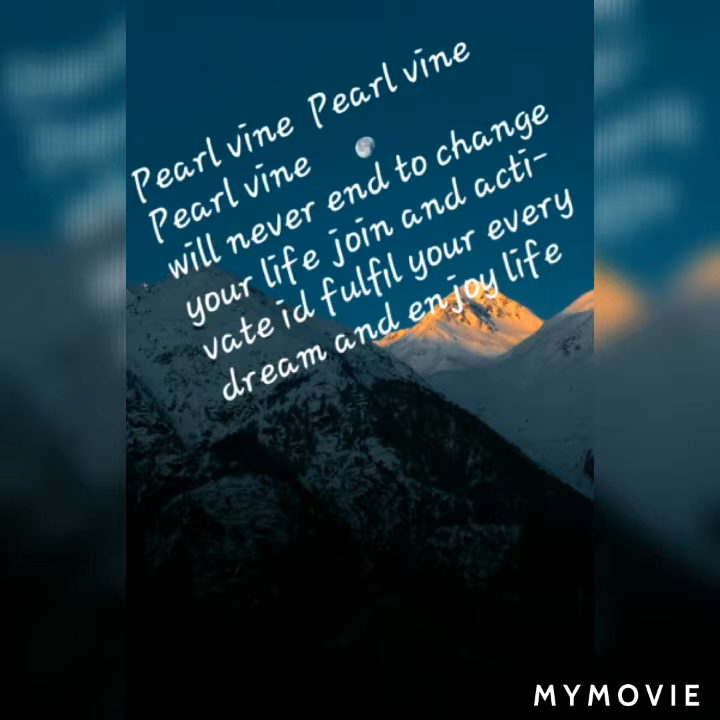 Pearl vine Pearl vine
Pearl vine
will never end to change
your life join and acti-
vate id fulfil your every
dream and enjoy life
MYMOVIE